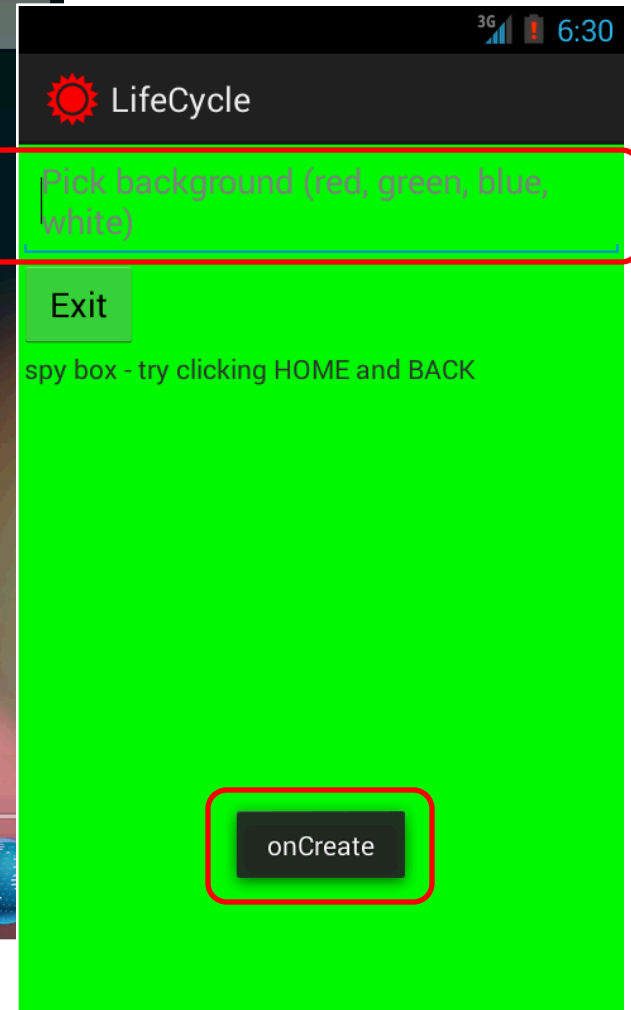 3G 6:30
LifeCycle
Pick background (red, green, blue,
white)
Exit
spy box - try clicking HOME and BACK
onCreate